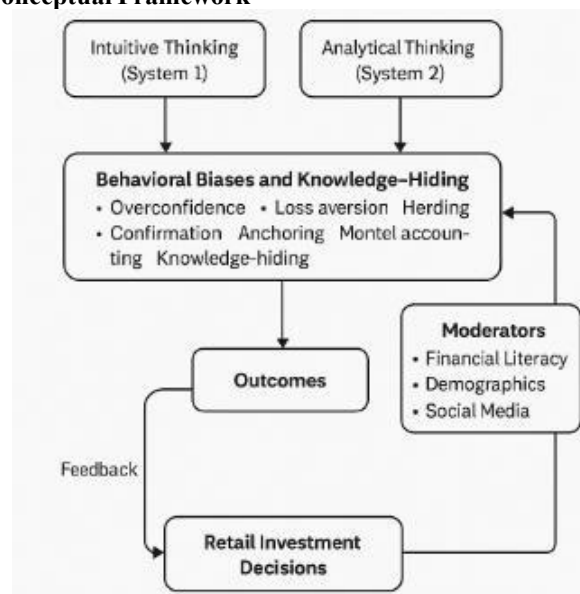 onceptual Framework
Intuitive Thinking
(System 1)
Analytical Thinking
(System 2)
Behavioral Biases and Knowledge-Hiding
• Overconfidence • Loss aversion Herding
• Confirmation Anchoring Montel accoun-
ting Knowledge-hiding
Moderators
• Financial Literacy
• Demographics
• Social Media
Outcomes
Feedback
Retail Investment
Decisions